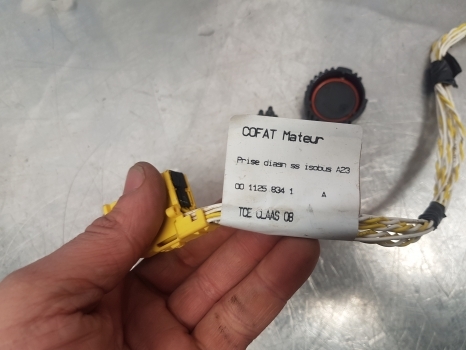 COFAT Mateur
Prise diagn ss isobus A23
00 1125 834 1 A
TCE CLAAS 08